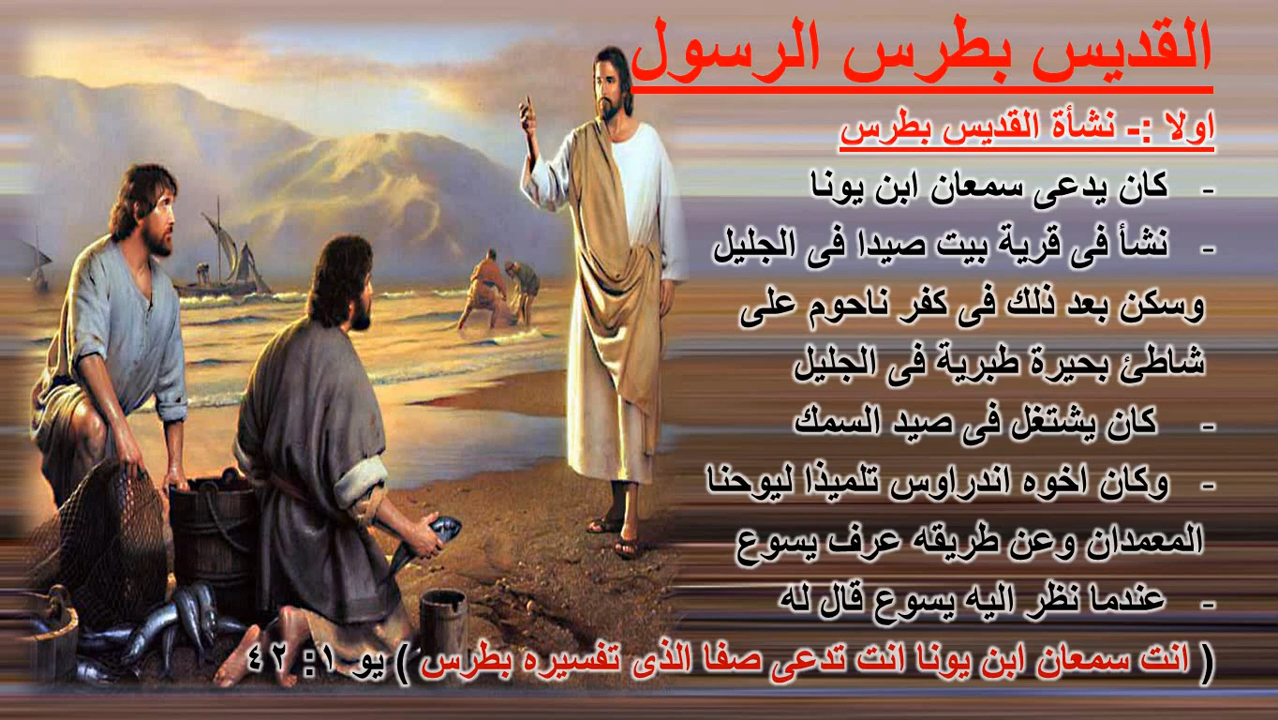 القديس بطرس الرسول
اولا :- نشأة القديس بطرس
- كان يدعى سمعان ابن يونا
- نشأ فى قرية بيت صيدا فى الجليل
وسكن بعد ذلك فى كفر ناحوم على
شاطئ بحيرة طبرية فى الجليل
- كان يشتغل فى صيد السمك
- وكان اخوه اندراوس تلميذا ليوحنا
المعمدان وعن طريقه عرف يسوع
- عندما نظر اليه يسوع قال له
( انت سمعان ابن يونا انت تدعى صفا الذى تفسيره بطرس ) يو ١: ٤٢